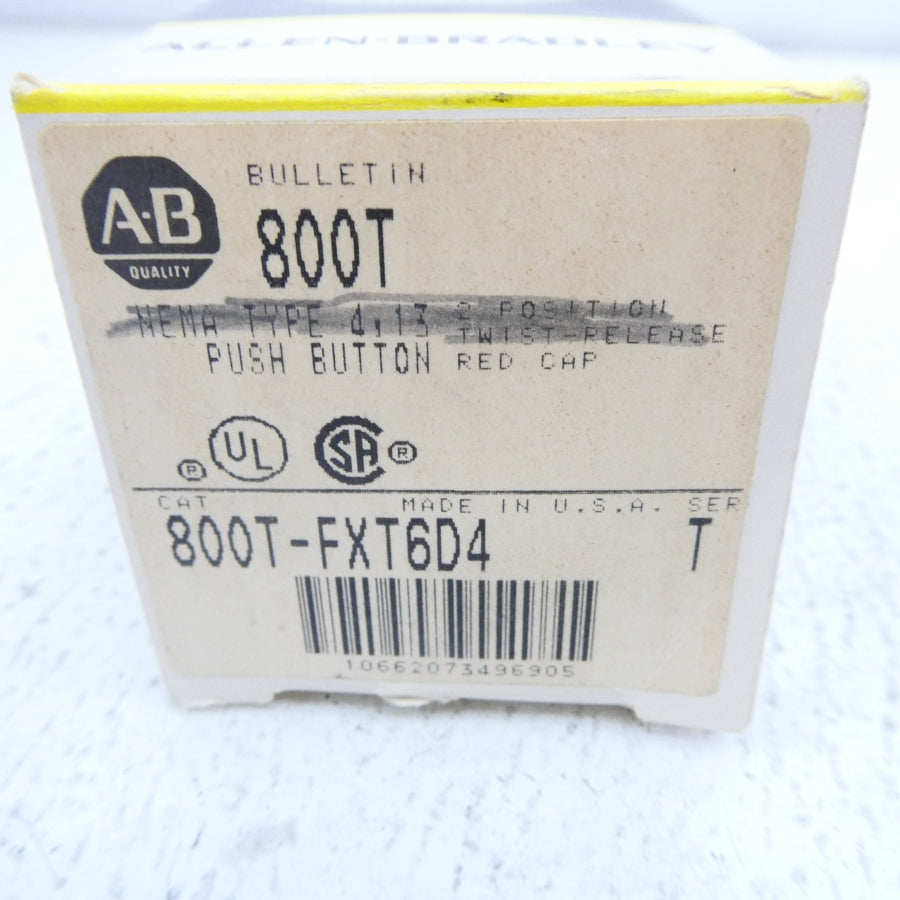 ALLEN-BRADLEY
A·B
QUALITY
BULLETIN
800T
NEMA TYPE 4,13 2 POSITION
TWIST-RELEASE
PUSH BUTTON RED CAP
® UL SA ®
CAT MADE IN U.S.A. SER
800T-FXT6D4 T
10662073496905